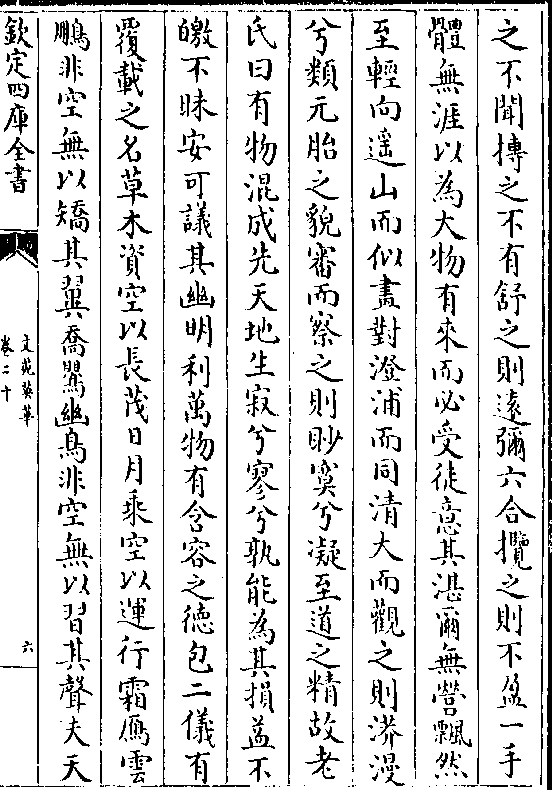 之不聞摶之不有舒之則遠彌六合攬之則不盈一手
體無涯以為大物有來而必受徒意其湛爾無營飄然
至輕向遥山而似畫對澄浦而同清大而觀之則漭漫
兮類元胎之貌審而察之則眇㝠兮凝至道之精故老
氏曰有物混成先天地生寂兮寥兮孰能為其損益不
皦不昧安可議其幽明利萬物有含容之徳包二儀有
覆載之名草木資空以長茂日月乘空以運行霜鴈雲
鵬非空無以矯其翼喬鸎幽鳥非空無以習其聲夫天
欽定四庫全書
文苑英華
卷二十
六